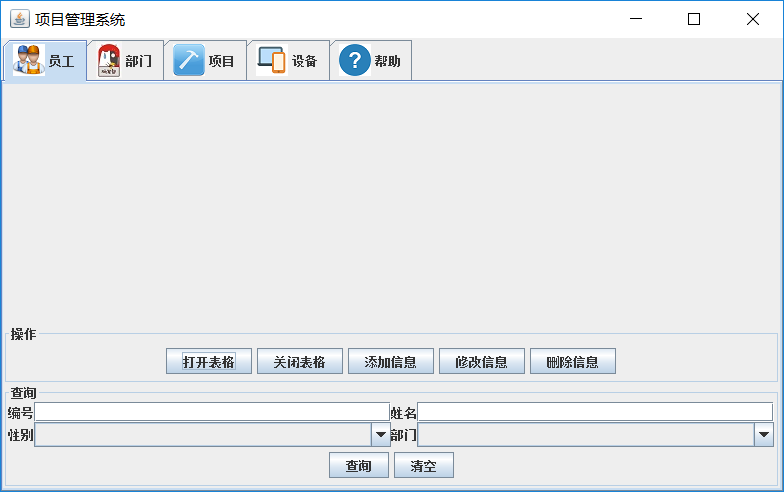 项目管理系统
员工 部门 项目 设备 帮助
操作
打开表格 关闭表格 添加信息 修改信息 删除信息
查询
编号 姓名
性别 部门
查询 清空